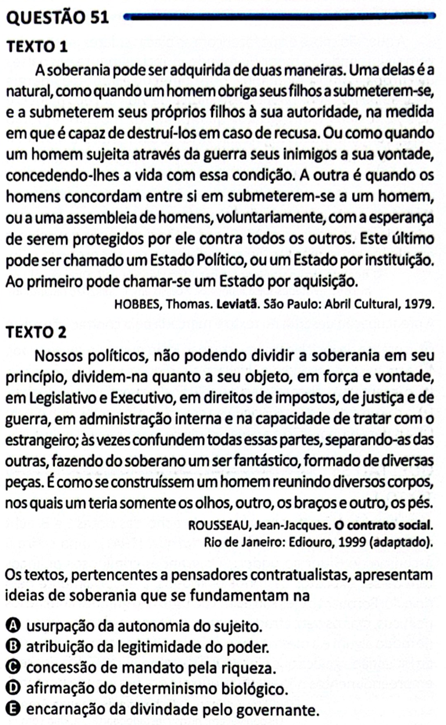 QUESTÃO 51
TEXTO 1
A soberania pode ser adquirida de duas maneiras. Uma delas é a
natural, como quando um homem obriga seus filhos a submeterem-se,
e a submeterem seus próprios filhos à sua autoridade, na medida
em que é capaz de destruí-los em caso de recusa. Ou como quando
um homem sujeita através da guerra seus inimigos a sua vontade,
concedendo-lhes a vida com essa condição. A outra é quando os
homens concordam entre si em submeterem-se a um homem,
ou a uma assembleia de homens, voluntariamente, com a esperança
de serem protegidos por ele contra todos os outros. Este último
pode ser chamado um Estado Político, ou um Estado por instituição.
Ao primeiro pode chamar-se um Estado por aquisição.
HOBBES, Thomas. Leviatã. São Paulo: Abril Cultural, 1979.
TEXTO 2
Nossos políticos, não podendo dividir a soberania em seu
princípio, dividem-na quanto a seu objeto, em força e vontade,
em Legislativo e Executivo, em direitos de impostos, de justiça e de
guerra, em administração interna e na capacidade de tratar com o
estrangeiro; às vezes confundem todas essas partes, separando-as das
outras, fazendo do soberano um ser fantástico, formado de diversas
peças. É como se construíssem um homem reunindo diversos corpos,
nos quais um teria somente os olhos, outro, os braços e outro, os pés.
ROUSSEAU, Jean-Jacques. O contrato social.
Rio de Janeiro: Ediouro, 1999 (adaptado).
Os textos, pertencentes a pensadores contratualistas, apresentam
ideias de soberania que se fundamentam na
A usurpação da autonomia do sujeito.
B atribuição da legitimidade do poder.
C concessão de mandato pela riqueza.
D afirmação do determinismo biológico.
E encarnação da divindade pelo governante.